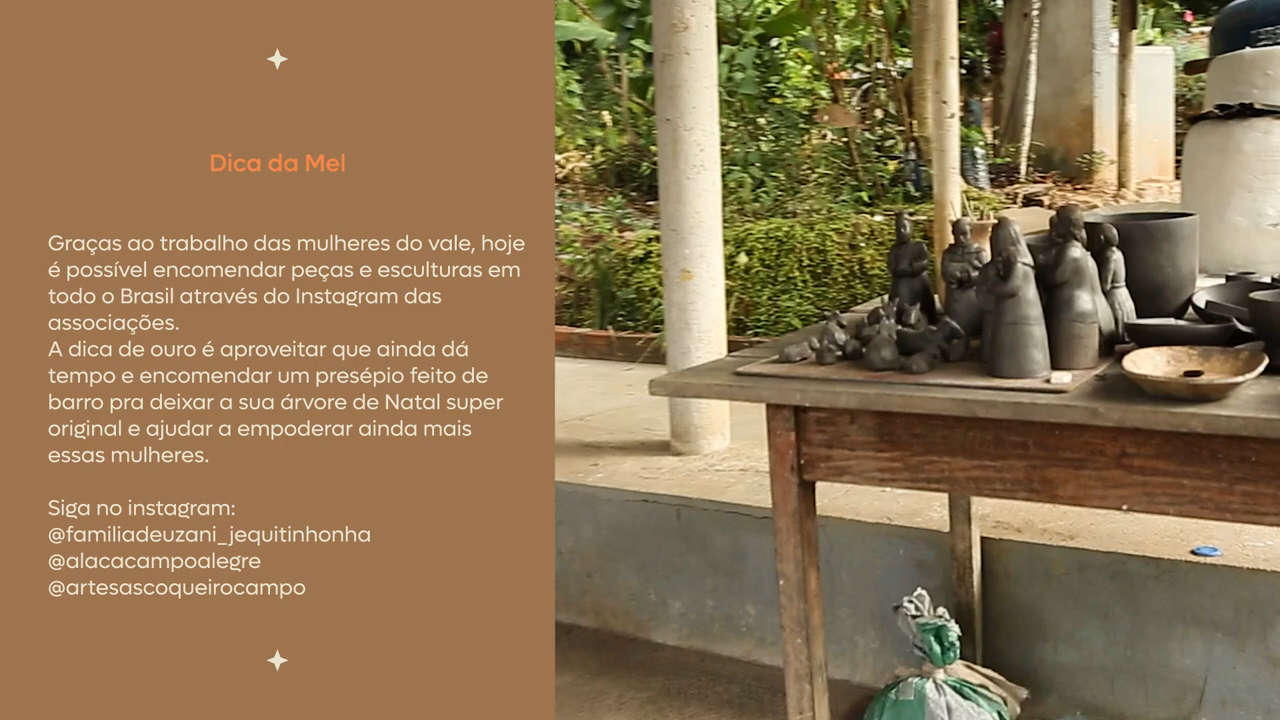 Dica da Mel
Graças ao trabalho das mulheres do vale, hoje
é possível encomendar peças e esculturas em
todo o Brasil através do Instagram das
associações.
A dica de ouro é aproveitar que ainda dá
tempo e encomendar um presépio feito de
barro pra deixar a sua árvore de Natal super
original e ajudar a empoderar ainda mais
essas mulheres.
Siga no instagram:
@familiadeuzani_jequitinhonha
@alacacampoalegre
@artesascoqueirocampo